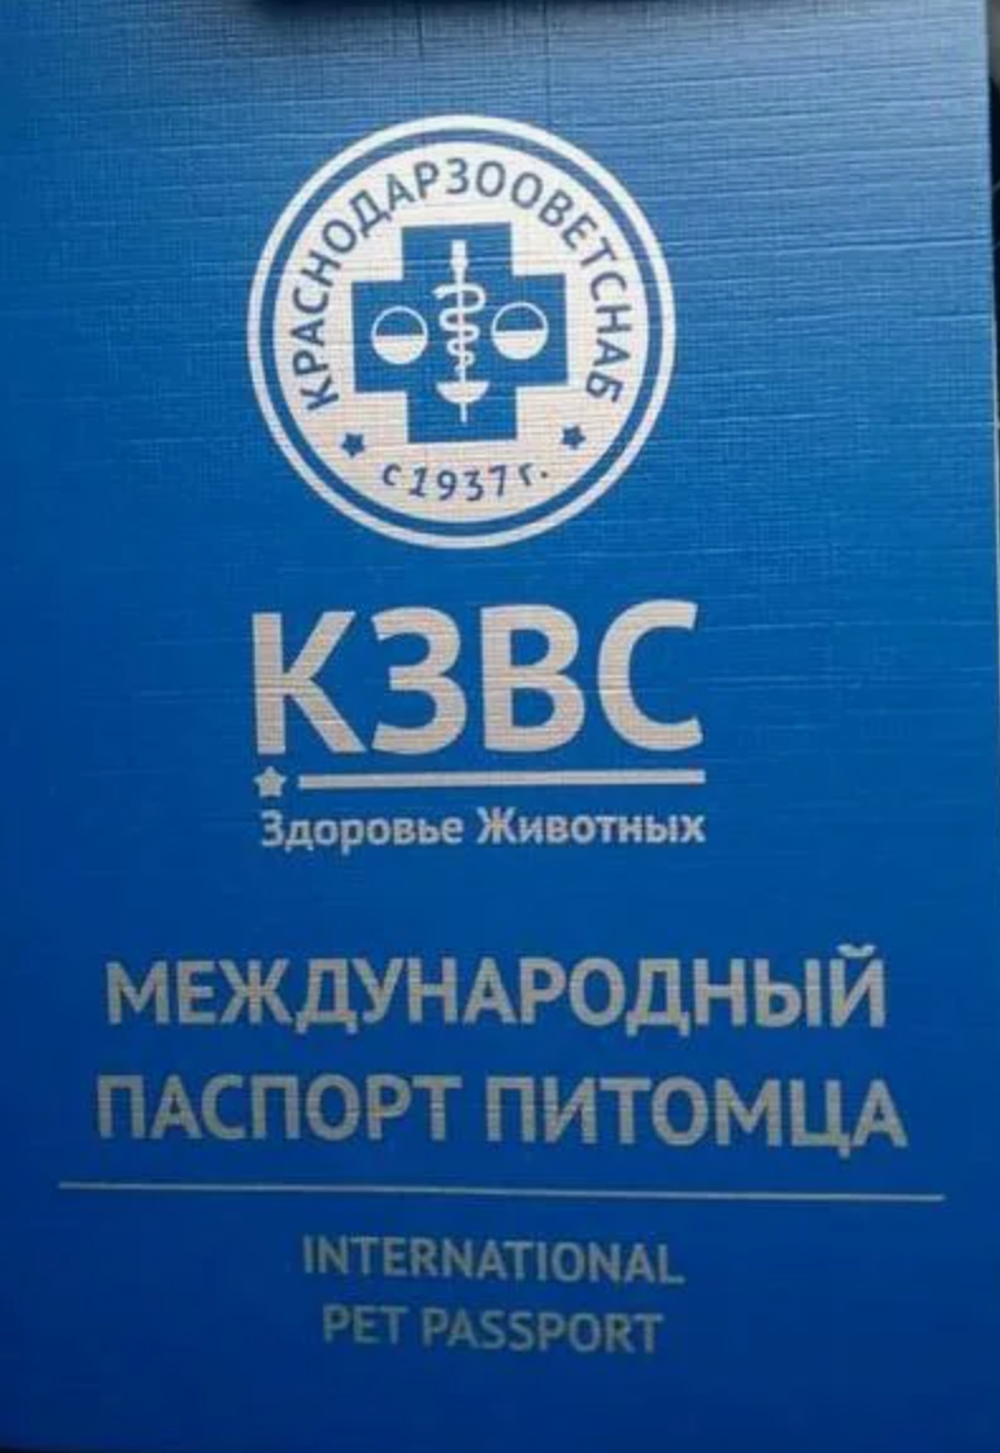 КРАСНОДАРЗООВЕТСНАБ
с 1937 г.
КЗВС
Здоровье Животных
МЕЖДУНАРОДНЫЙ
ПАСПОРТ ПИТОМЦА
INTERNATIONAL
PET PASSPORT